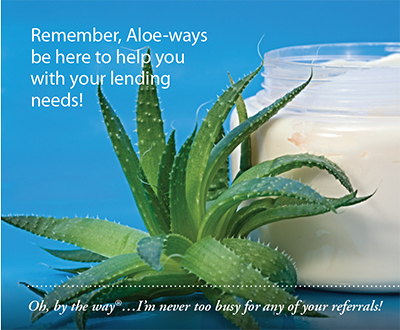 Remember, Aloe-ways
be here to help you
with your lending
needs!
Oh, by the way®…I'm never too busy for any of your referrals!